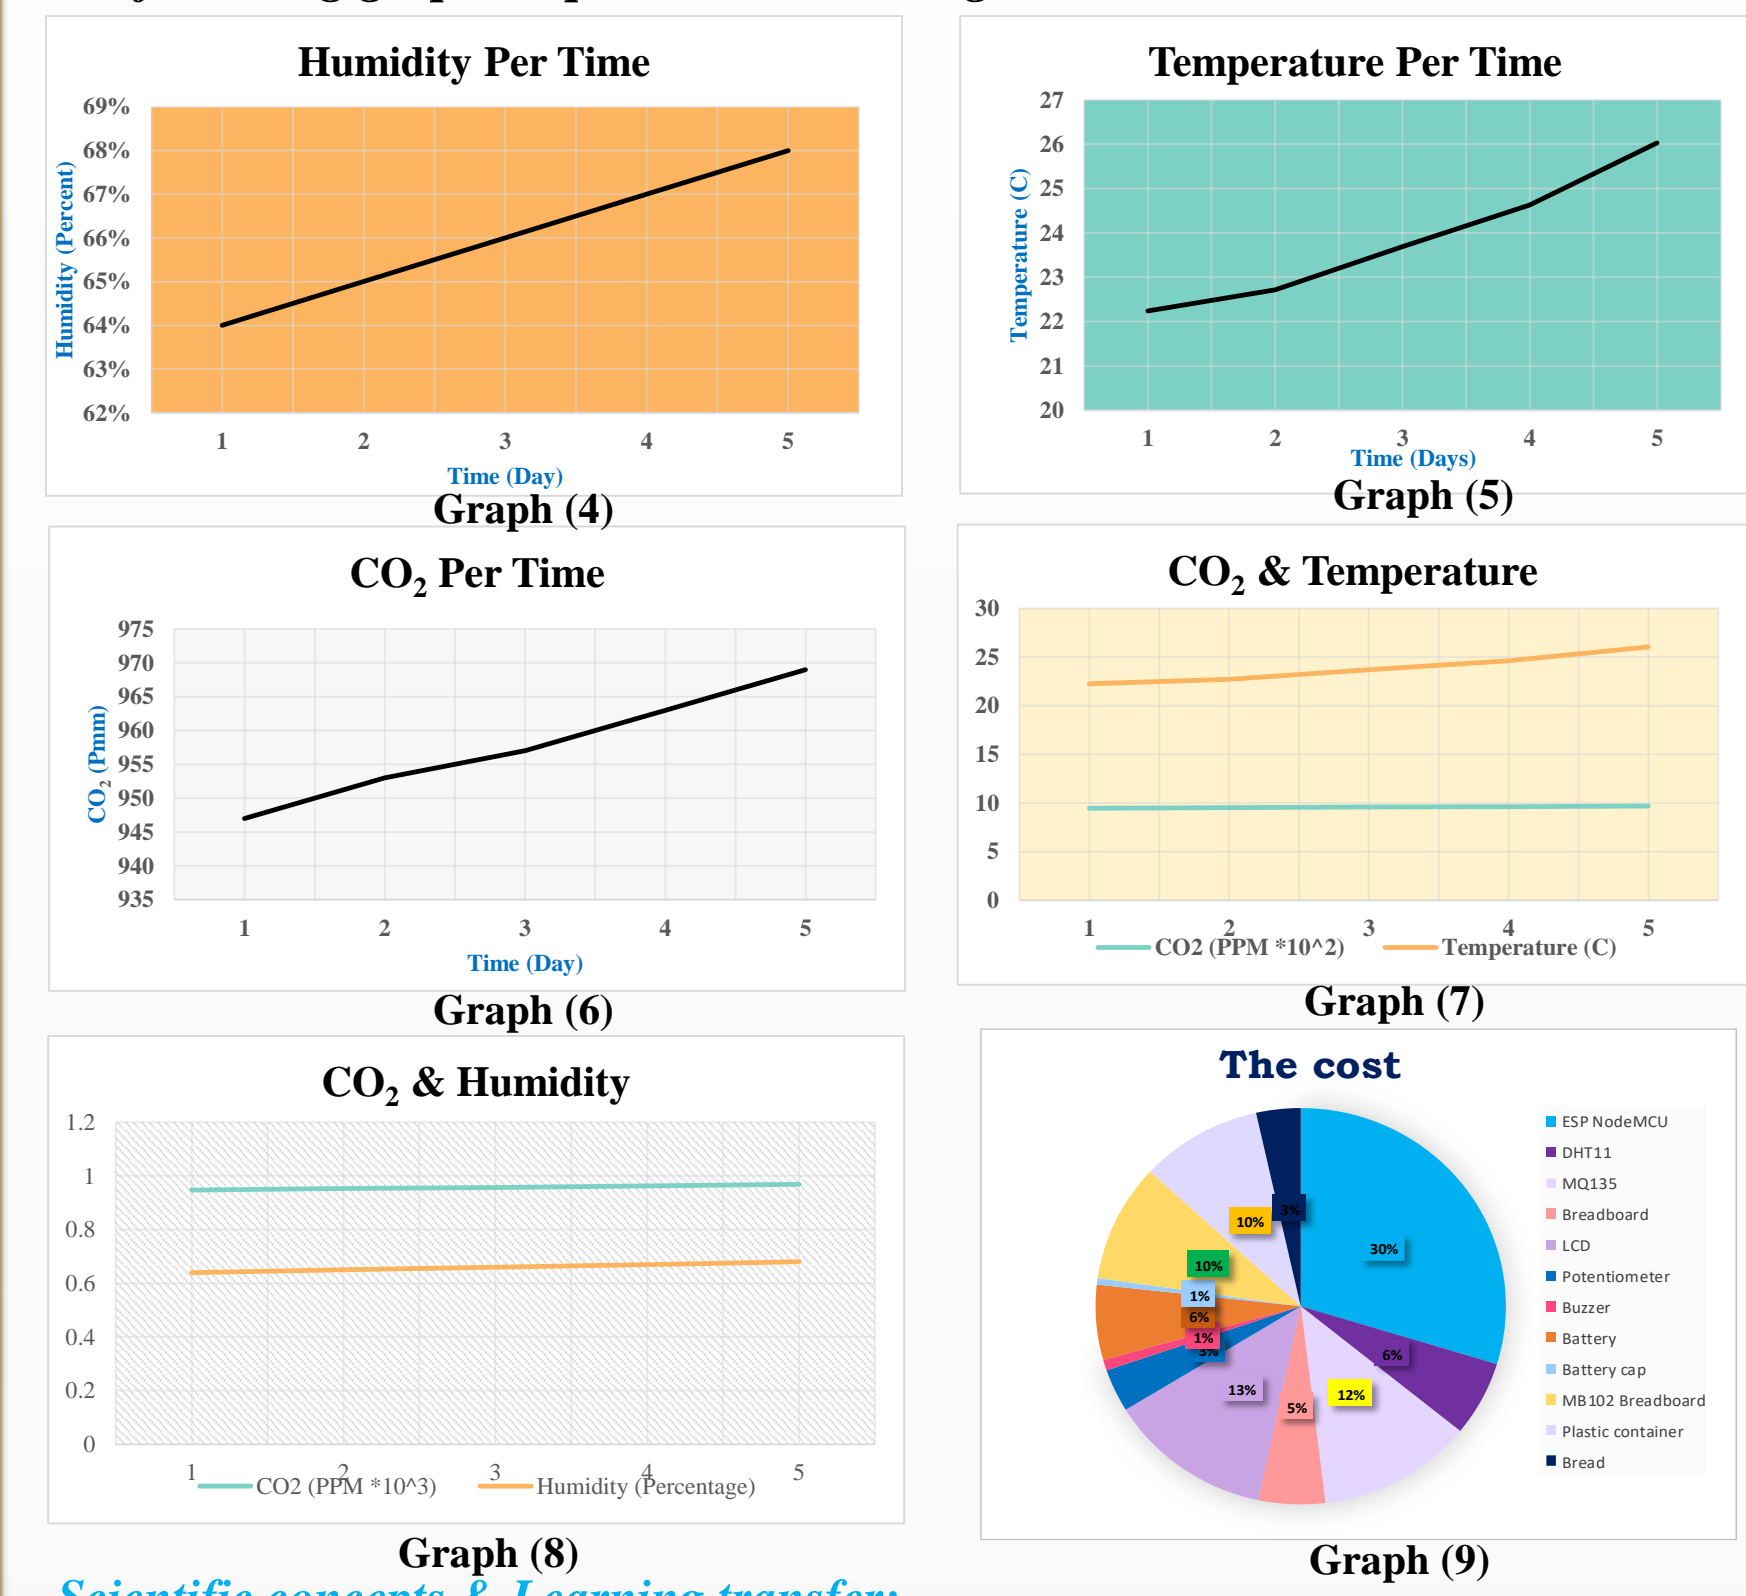 Humidity Per Time
69%
68%
67%
66%
65%
64%
63%
62%
Humidity (Percent)
1 2 3 4 5
Time (Day)
Graph (4)
Temperature Per Time
27
26
25
24
23
22
21
20
Temperature (C)
1 2 3 4 5
Time (Days)
Graph (5)
CO₂ Per Time
975
970
965
960
955
950
945
940
935
CO₂ (Pmm)
1 2 3 4 5
Time (Day)
Graph (6)
CO₂ & Temperature
30
25
20
15
10
5
0
1 2 3 4 5
CO2 (PPM *10^2) Temperature (C)
Graph (7)
CO₂ & Humidity
1.2
1
0.8
0.6
0.4
0.2
0
1 2 3 4 5
CO2 (PPM *10^3) Humidity (Percentage)
Graph (8)
The cost
3%
10%
30%
10%
1%
6%
1%
3%
6%
13%
12%
5%
ESP NodeMCU
DHT11
MQ135
Breadboard
LCD
Potentiometer
Buzzer
Battery
Battery cap
MB102 Breadboard
Plastic container
Bread
Graph (9)
Scientific concepts & Learning transfer: